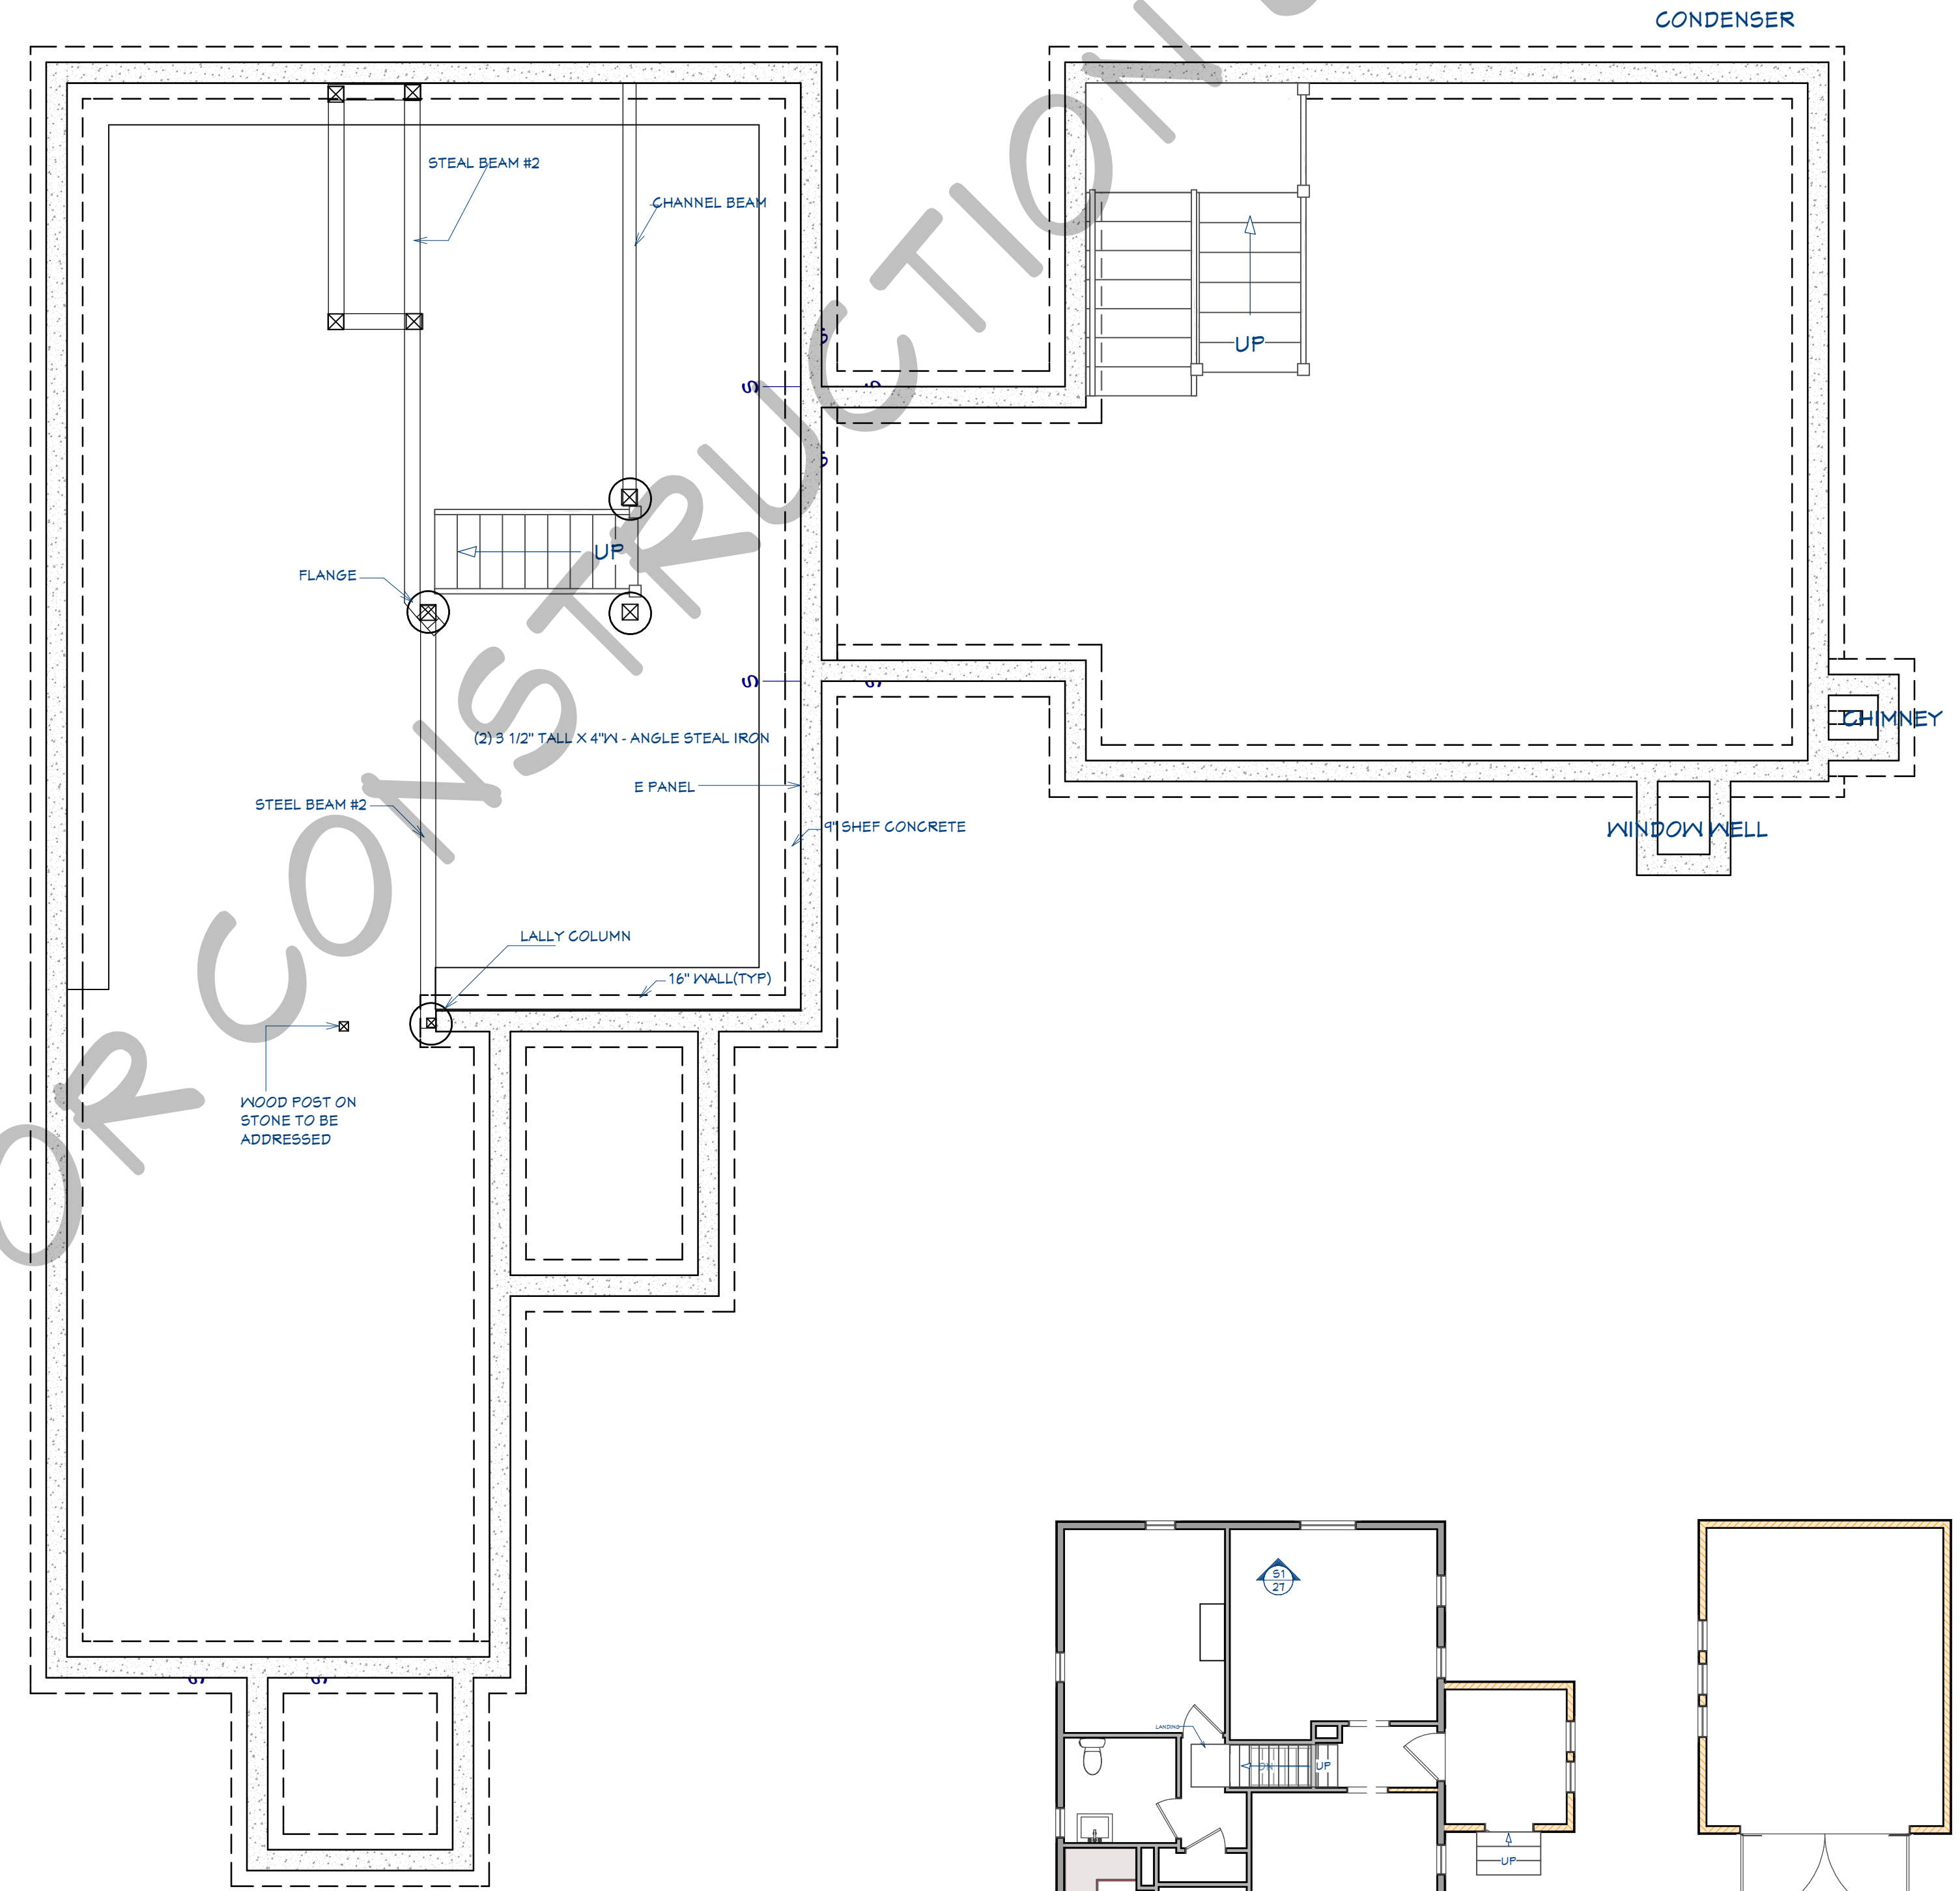 CONDENSER
STEAL BEAM #2
CHANNEL BEAM
UP
UP
FLANGE
(2) 3 1/2" TALL X 4"W - ANGLE STEAL IRON
E PANEL
STEEL BEAM #2
9" SHEF CONCRETE
CHIMNEY
WINDOW WELL
LALLY COLUMN
16" WALL(TYP)
WOOD POST ON
STONE TO BE
ADDRESSED
OR CONSTRUCTION
S
S
S
S
S
S
S1
27
LANDING
DN
UP
UP